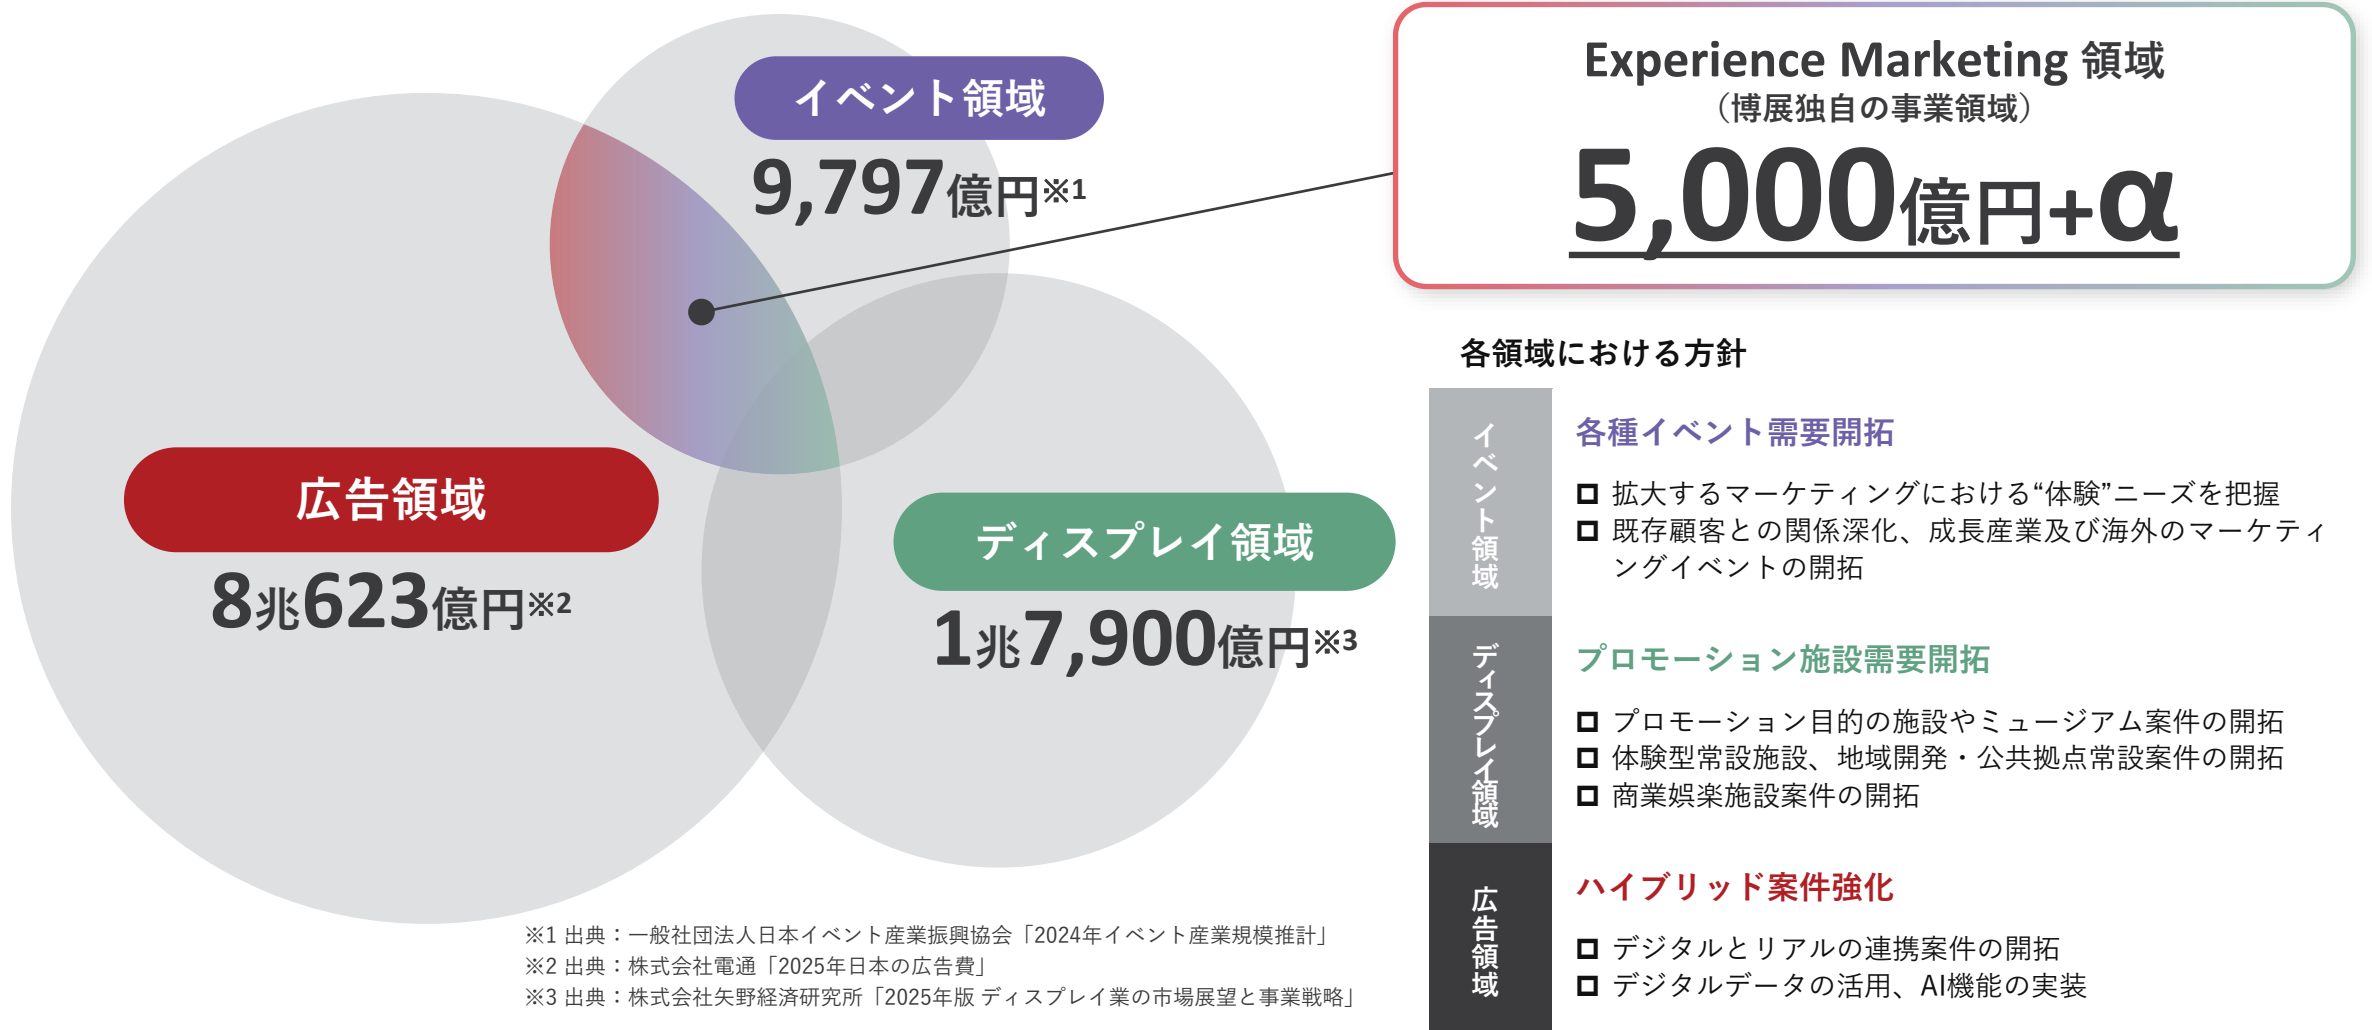 イベント領域
9,797億円※1
広告領域
8兆623億円※2
ディスプレイ領域
1兆7,900億円※3
※1 出典：一般社団法人日本イベント産業振興協会「2024年イベント産業規模推計」
※2 出典：株式会社電通「2025年日本の広告費」
※3 出典：株式会社矢野経済研究所「2025年版 ディスプレイ業の市場展望と事業戦略」
Experience Marketing 領域
（博展独自の事業領域）
5,000億円+α
各領域における方針
イベント領域
各種イベント需要開拓
拡大するマーケティングにおける“体験”ニーズを把握
既存顧客との関係深化、成長産業及び海外のマーケティ
ングイベントの開拓
ディスプレイ領域
プロモーション施設需要開拓
プロモーション目的の施設やミュージアム案件の開拓
体験型常設施設、地域開発・公共拠点常設案件の開拓
商業娯楽施設案件の開拓
広告領域
ハイブリッド案件強化
デジタルとリアルの連携案件の開拓
デジタルデータの活用、AI機能の実装